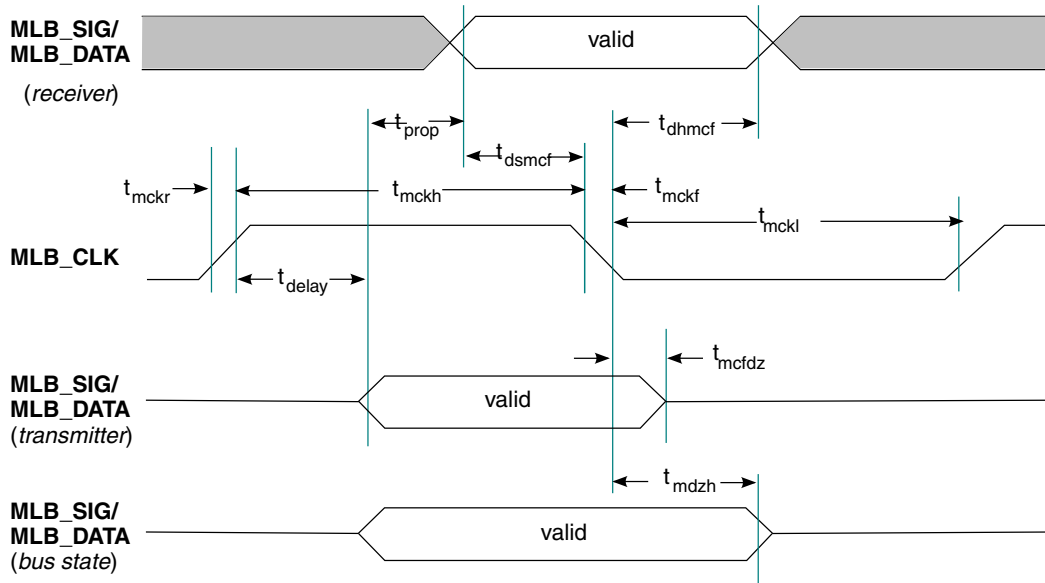 MLB_SIG/
MLB_DATA
(receiver)
valid
tprop
tdhmcf
tdsmcf
tmckr
tmckh
tmckf
tmckl
MLB_CLK
tdelay
tmcfdz
MLB_SIG/
MLB_DATA
(transmitter)
valid
tmdzh
MLB_SIG/
MLB_DATA
(bus state)
valid